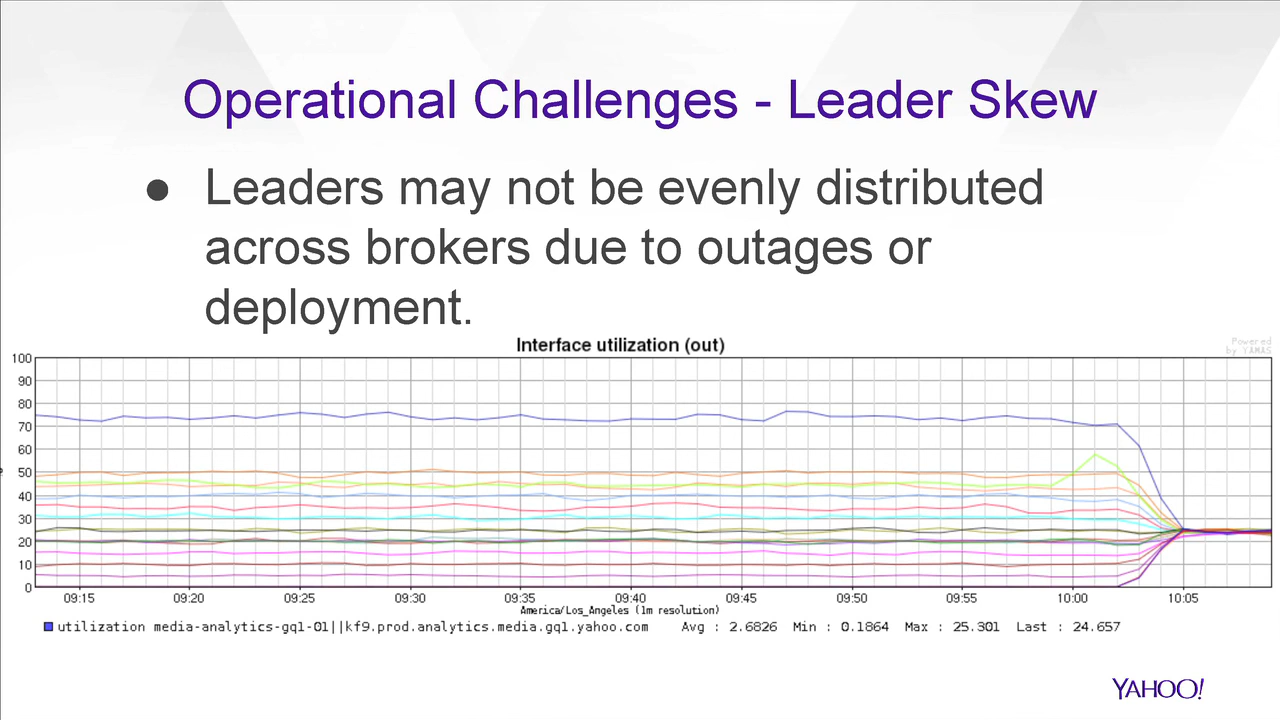 Operational Challenges - Leader Skew
● Leaders may not be evenly distributed
across brokers due to outages or
deployment.
Interface utilization (out)
Powered
by YAMAS
100
90
80
70
60
50
40
30
20
10
0
09:15 09:20 09:25 09:30 09:35 09:40 09:45 09:50 09:55 10:00 10:05
America/Los_Angeles (1m resolution)
utilization media-analytics-gq1-01||kf9.prod.analytics.media.gq1.yahoo.com Avg : 2.6826 Min : 0.1864 Max : 25.301 Last : 24.657
YAHOO!